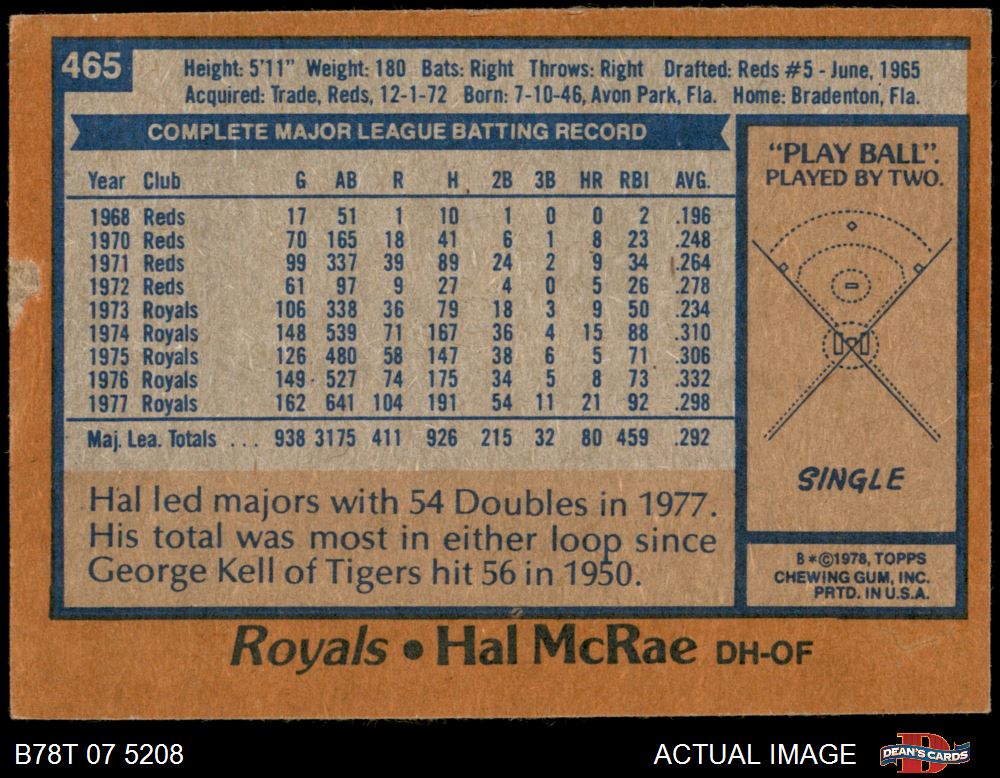 465
Height: 5'11" Weight: 180 Bats: Right Throws: Right Drafted: Reds #5 - June, 1965
Acquired: Trade, Reds, 12-1-72 Born: 7-10-46, Avon Park, Fla. Home: Bradenton, Fla.
COMPLETE MAJOR LEAGUE BATTING RECORD
Year Club G AB R H 2B 3B HR RBI AVG.
1968 Reds 17 51 1 10 1 0 0 2 .196
1970 Reds 70 165 18 41 6 1 8 23 .248
1971 Reds 99 337 39 89 24 2 9 34 .264
1972 Reds 61 97 9 27 4 0 5 26 .278
1973 Royals 106 338 36 79 18 3 9 50 .234
1974 Royals 148 539 71 167 36 4 15 88 .310
1975 Royals 126 480 58 147 38 6 5 71 .306
1976 Royals 149 527 74 175 34 5 8 73 .332
1977 Royals 162 641 104 191 54 11 21 92 .298
Maj. Lea. Totals ... 938 3175 411 926 215 32 80 459 .292
Hal led majors with 54 Doubles in 1977.
His total was most in either loop since
George Kell of Tigers hit 56 in 1950.
"PLAY BALL".
PLAYED BY TWO.
SINGLE
B*©1978, TOPPS
CHEWING GUM, INC.
PRTD. IN U.S.A.
Royals • Hal McRae DH-OF
B78T 07 5208
ACTUAL IMAGE
D
DEAN'S CARDS